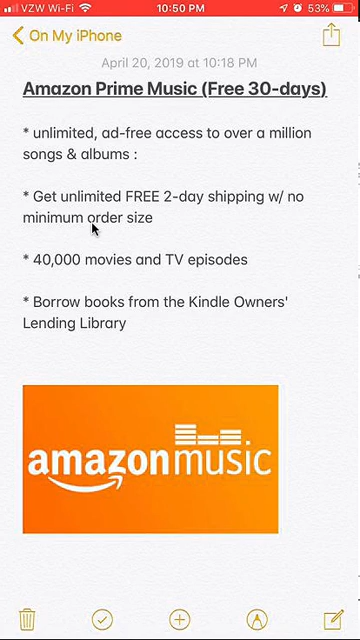 VZW Wi-Fi 10:50 PM 53%
On My iPhone
April 20, 2019 at 10:18 PM
Amazon Prime Music (Free 30-days)
* unlimited, ad-free access to over a million
songs & albums :
* Get unlimited FREE 2-day shipping w/ no
minimum order size
* 40,000 movies and TV episodes
* Borrow books from the Kindle Owners'
Lending Library
amazon music